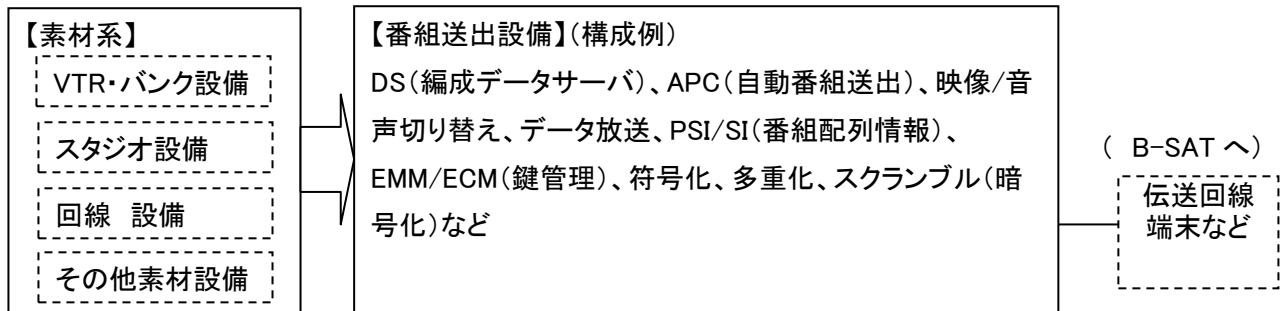 【素材系】
VTR・バンク設備
スタジオ設備
回線　設備
その他素材設備
【番組送出設備】(構成例)
DS(編成データサーバ)、APC(自動番組送出)、映像/音
声切り替え、データ放送、PSI/SI(番組配列情報)、
EMM/ECM(鍵管理)、符号化、多重化、スクランブル(暗
号化)など
( B-SAT へ)
伝送回線
端末など